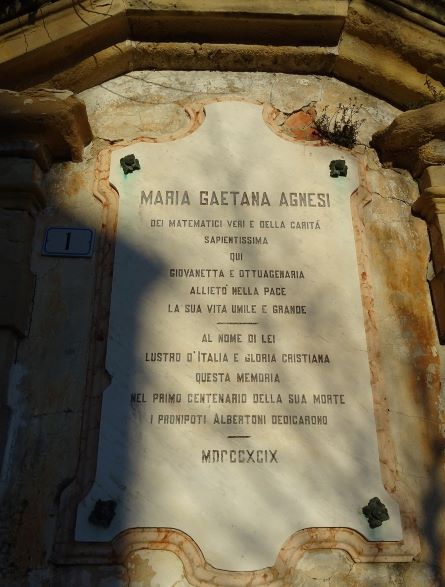 1
MARIA GAETANA AGNESI
DEI MATEMATICI VERI E DELLA CARITÁ
SAPIENTISSIMA
QUI
GIOVANETTA E OTTUAGENARIA
ALLIETÒ NELLA PACE
LA SUA VITA UMILE E GRANDE
AL NOME DI LEI
LUSTRO D'ITALIA E GLORIA CRISTIANA
QUESTA MEMORIA
NEL PRIMO CENTENARIO DELLA SUA MORTE
I PRONIPOTI ALBERTONI DEDICARONO
MDCCCXCIX